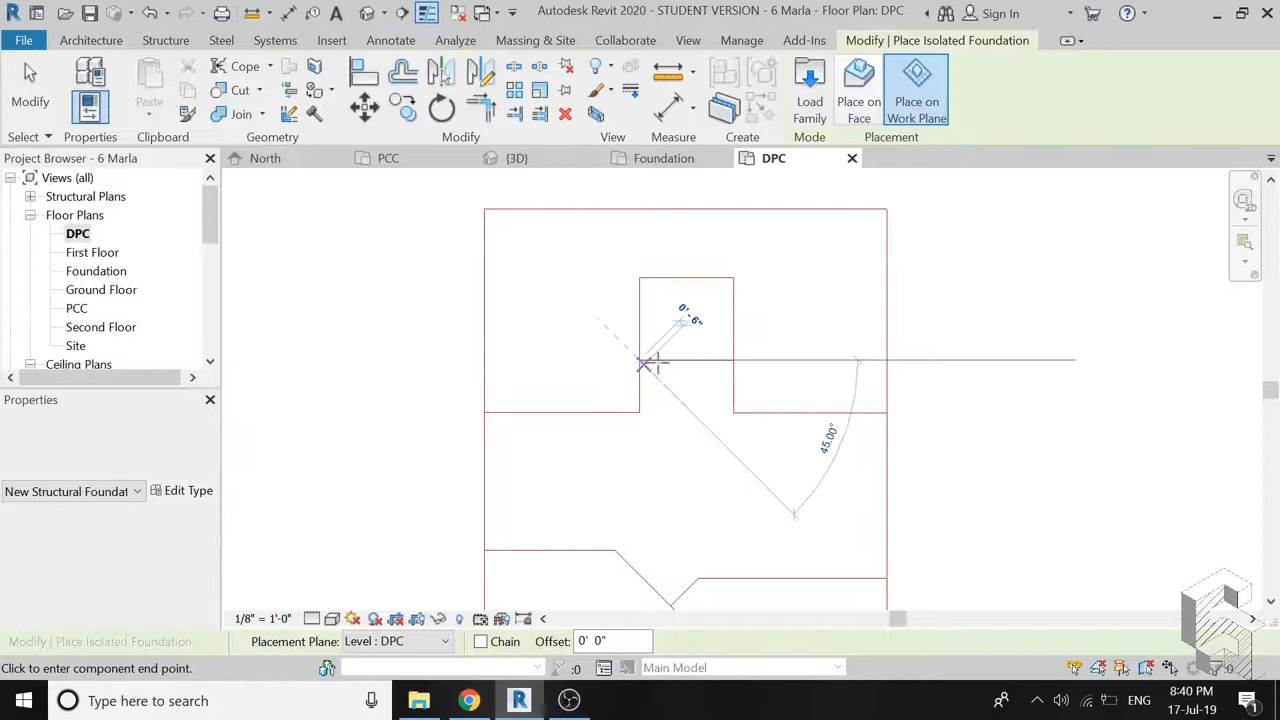 Autodesk Revit 2020 - STUDENT VERSION - 6 Marla - Floor Plan: DPC
Sign In
File Architecture Structure Steel Systems Insert Annotate Analyze Massing & Site Collaborate View Manage Add-Ins Modify | Place Isolated Foundation
Modify
Paste
Cope
Cut
Join
Load Family
Place on Face
Place on Work Plane
Select Properties Clipboard Geometry Modify View Measure Create Mode Placement
Project Browser - 6 Marla
North
PCC
{3D}
Foundation
DPC
Views (all)
Structural Plans
Floor Plans
DPC
First Floor
Foundation
Ground Floor
PCC
Second Floor
Site
Ceiling Plans
Properties
New Structural Foundat
Edit Type
0' - 6"
45.00°
1/8" = 1'-0"
Modify | Place Isolated Foundation
Placement Plane: Level : DPC
Chain
Offset: 0' 0"
Click to enter component end point.
:0
Main Model
:0
Type here to search
ENG
8:40 PM
17-Jul-19
1